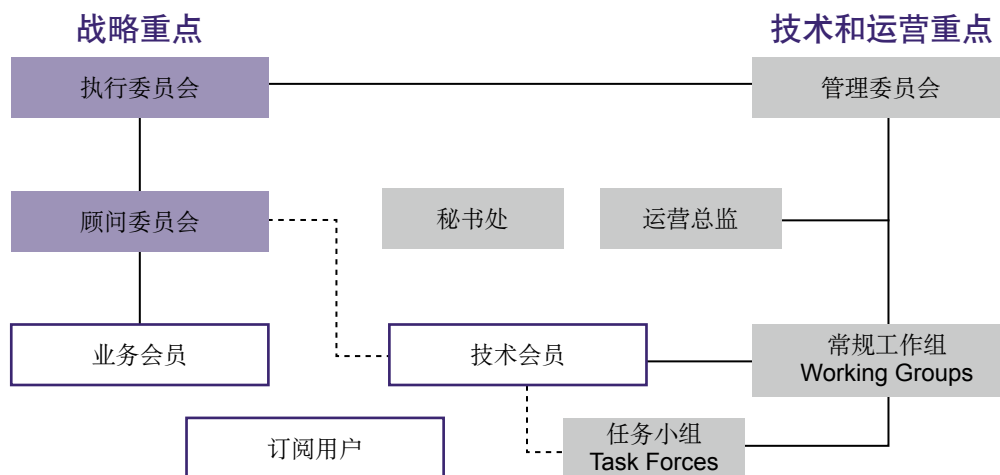 战略重点
技术和运营重点
执行委员会
管理委员会
顾问委员会
秘书处
运营总监
业务会员
技术会员
常规工作组
Working Groups
订阅用户
任务小组
Task Forces